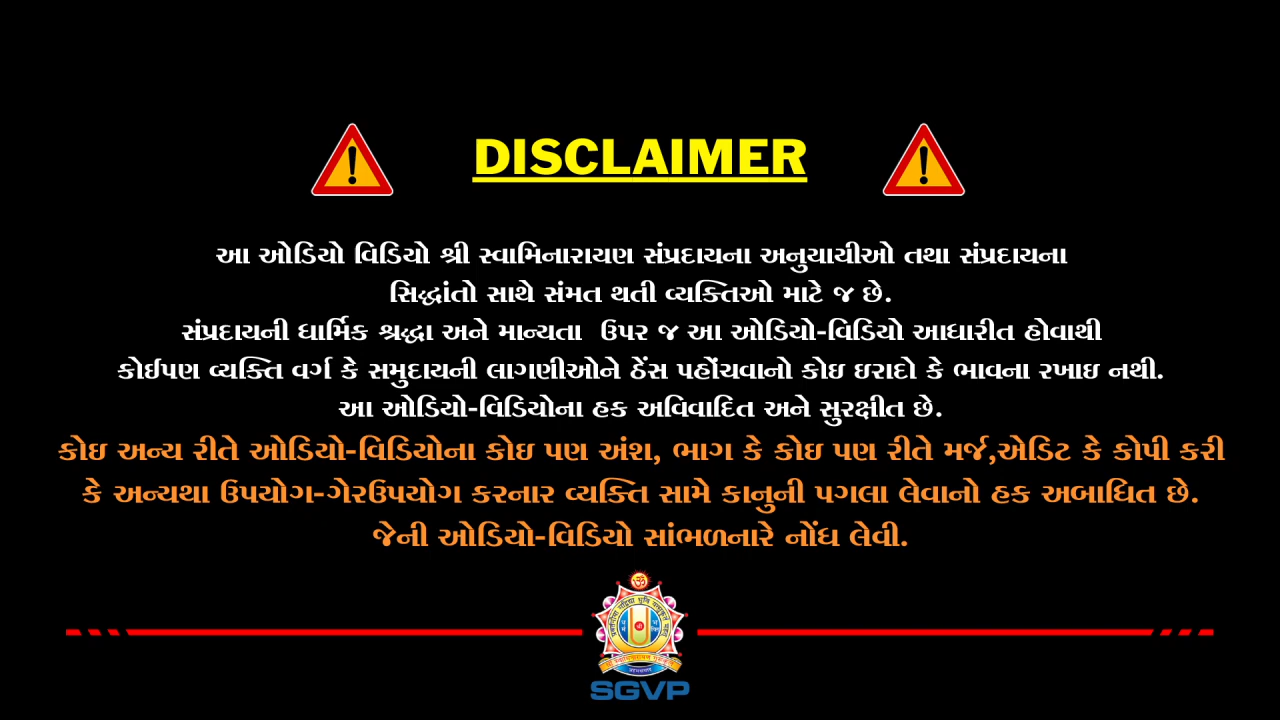 DISCLAIMER
આ ઓડિયો વિડિયો શ્રી સ્વામિનારાયણ સંપ્રદાયના અનુયાયીઓ તથા સંપ્રદાયના
સિદ્ધાંતો સાથે સંમત થતી વ્યક્તિઓ માટે જ છે.
સંપ્રદાયની ધાર્મિક શ્રદ્ધા અને માન્યતા  ઉપર જ આ ઓડિયો-વિડિયો આધારીત હોવાથી
કોઈપણ વ્યક્તિ વર્ગ કે સમુદાયની લાગણીઓને ઠેંસ પહોંચવાનો કોઇ ઇરાદો કે ભાવના રખાઇ નથી.
આ ઓડિયો-વિડિયોના હક અવિવાદિત અને સુરક્ષીત છે.
કોઇ અન્ય રીતે ઓડિયો-વિડિયોના કોઇ પણ અંશ, ભાગ કે કોઇ પણ રીતે મર્જ,એડિટ કે કોપી કરી
કે અન્યથા ઉપયોગ-ગેરઉપયોગ કરનાર વ્યક્તિ સામે કાનુની પગલા લેવાનો હક અબાધિત છે.
જેની ઓડિયો-વિડિયો સાંભળનારે નોંધ લેવી.
SGVP